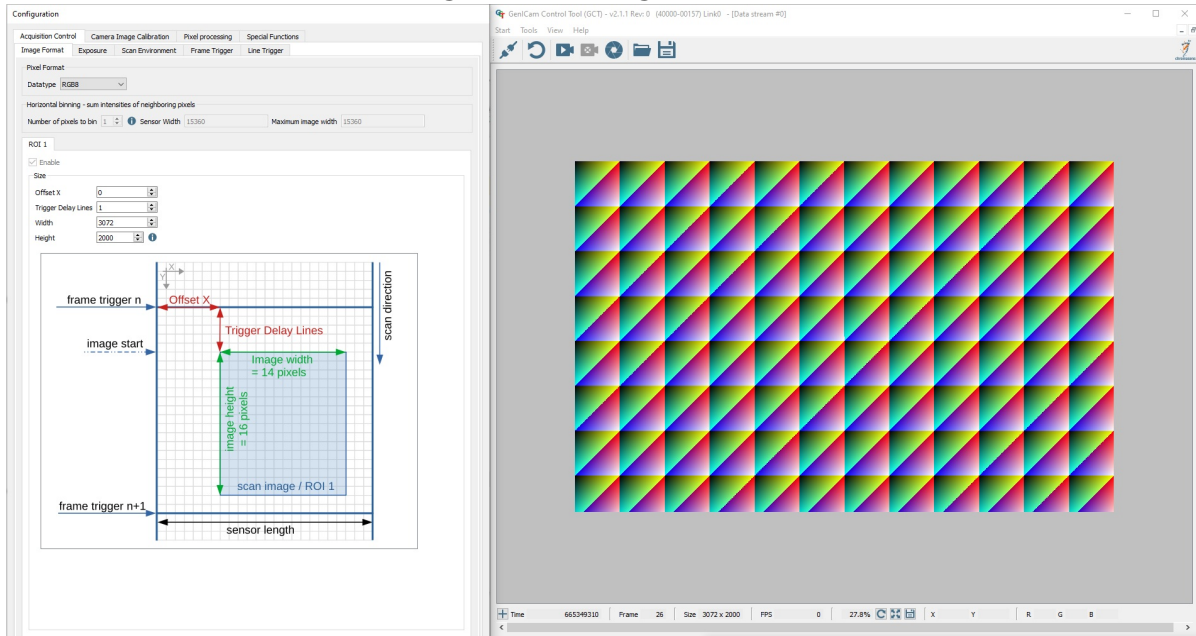 Configuration
Acquisition Control Camera Image Calibration Pixel processing Special Functions
Image Format Exposure Scan Environment Frame Trigger Line Trigger
Pixel Format
Datatype RGB8
Horizontal binning - sum intensities of neighboring pixels
Number of pixels to bin 1 Sensor Width 15360 Maximum image width 15360
ROI 1
Enable
Size
Offset X 0
Trigger Delay Lines 1
Width 3072
Height 2000
X
Y
frame trigger n
Offset X
scan direction
Trigger Delay Lines
image start
Image width
= 14 pixels
image height
= 16 pixels
scan image / ROI 1
frame trigger n+1
sensor length
GenICam Control Tool (GCT) - v2.1.1 Rev: 0 (40000-00157) Link0 - [Data stream #0]
Start Tools View Help
Time 665349310 Frame 26 Size 3072 x 2000 FPS 0 27.8% X Y R G B